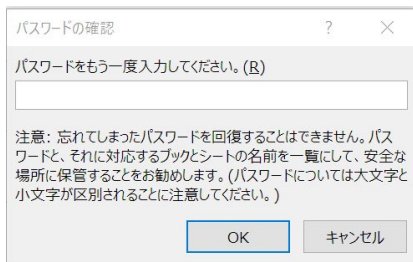 パスワードの確認
パスワードをもう一度入力してください。(R)
注意: 忘れてしまったパスワードを回復することはできません。パス
ワードと、それに対応するブックとシートの名前を一覧にして、安全な
場所に保管することをお勧めします。(パスワードについては大文字と
小文字が区別されることに注意してください。)
OK キャンセル